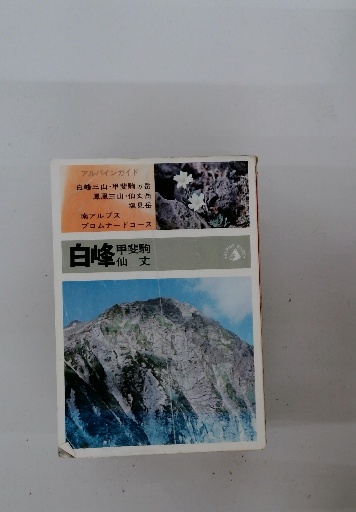 アルパインガイド
白峰三山・甲斐駒ヶ岳
鳳凰三山・仙丈岳
塩見岳
南アルプス
プロムナードコース
白峰 甲斐駒
仙丈